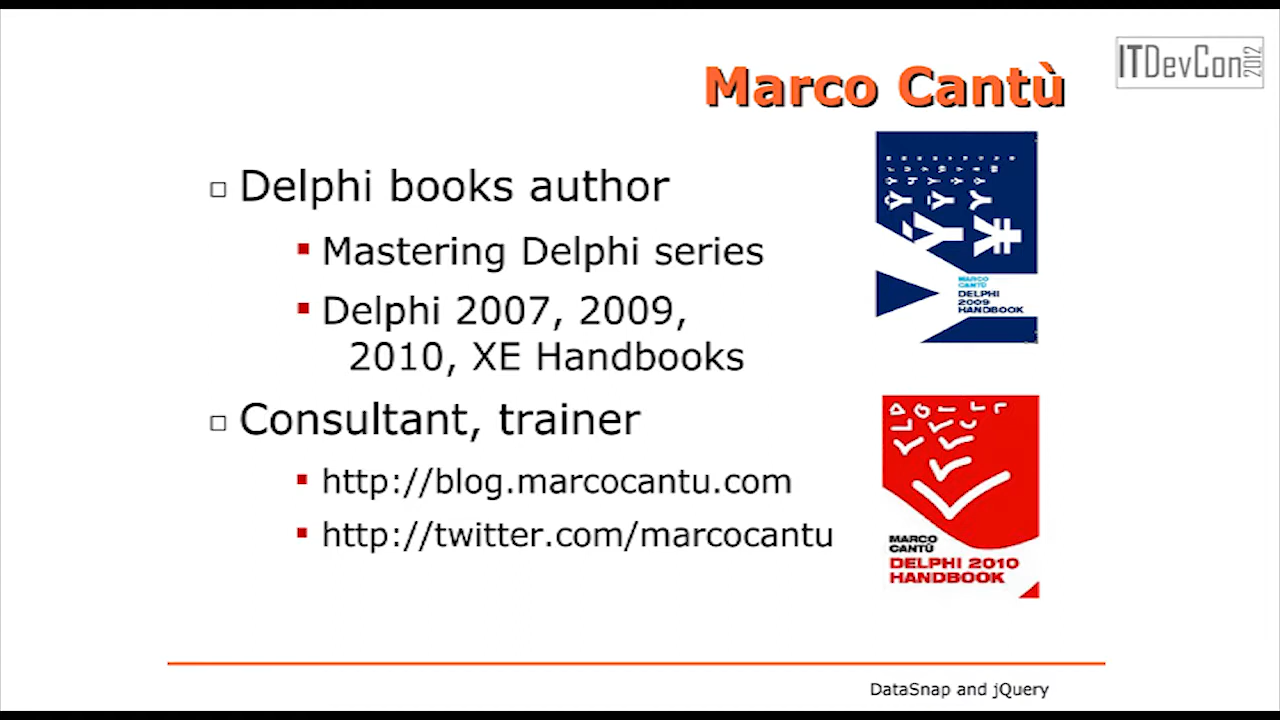 ITDevCon 2012
Marco Cantù
Delphi books author
Mastering Delphi series
Delphi 2007, 2009,
2010, XE Handbooks
Consultant, trainer
http://blog.marcocantu.com
http://twitter.com/marcocantu
MARCO
CANTÙ
DELPHI
2009
HANDBOOK
MARCO
CANTÙ
DELPHI 2010
HANDBOOK
DataSnap and jQuery